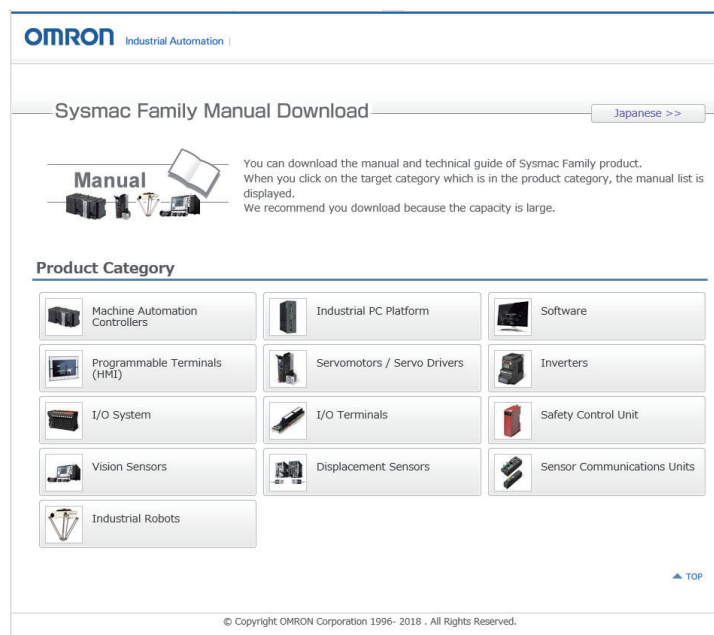 OMRON Industrial Automation |
Sysmac Family Manual Download
Japanese >>
Manual
You can download the manual and technical guide of Sysmac Family product.
When you click on the target category which is in the product category, the manual list is
displayed.
We recommend you download because the capacity is large.
Product Category
Machine Automation
Controllers
Industrial PC Platform
Software
Programmable Terminals
(HMI)
Servomotors / Servo Drivers
Inverters
I/O System
I/O Terminals
Safety Control Unit
Vision Sensors
Displacement Sensors
Sensor Communications Units
Industrial Robots
TOP
© Copyright OMRON Corporation 1996- 2018 . All Rights Reserved.